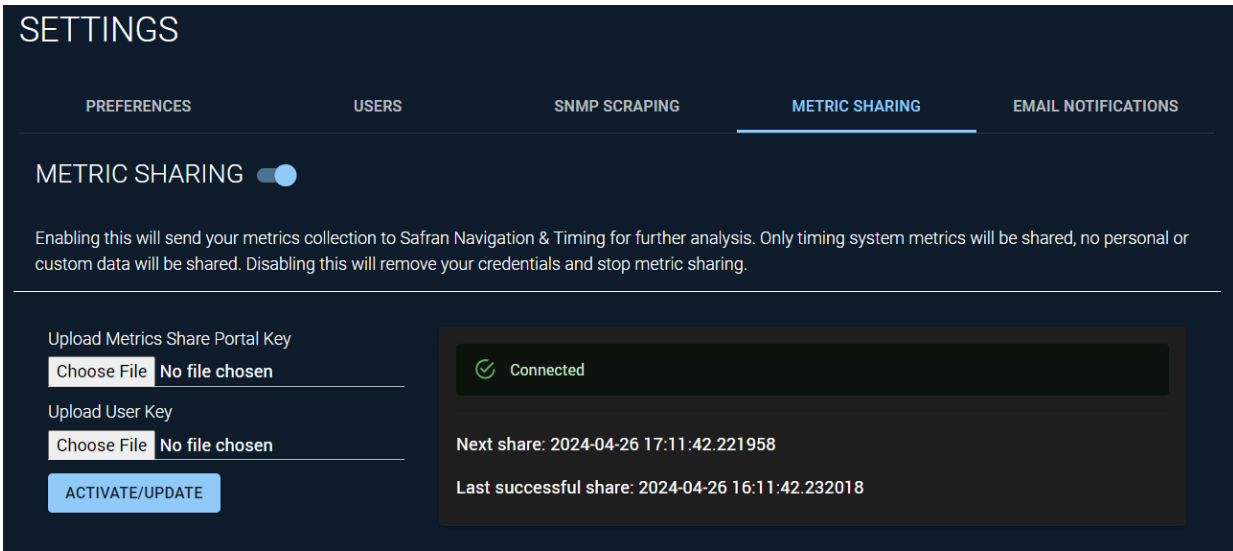 SETTINGS
PREFERENCES
USERS
SNMP SCRAPING
METRIC SHARING
EMAIL NOTIFICATIONS
METRIC SHARING
Enabling this will send your metrics collection to Safran Navigation & Timing for further analysis. Only timing system metrics will be shared, no personal or
custom data will be shared. Disabling this will remove your credentials and stop metric sharing.
Upload Metrics Share Portal Key
Choose File No file chosen
Upload User Key
Choose File No file chosen
ACTIVATE/UPDATE
Connected
Next share: 2024-04-26 17:11:42.221958
Last successful share: 2024-04-26 16:11:42.232018